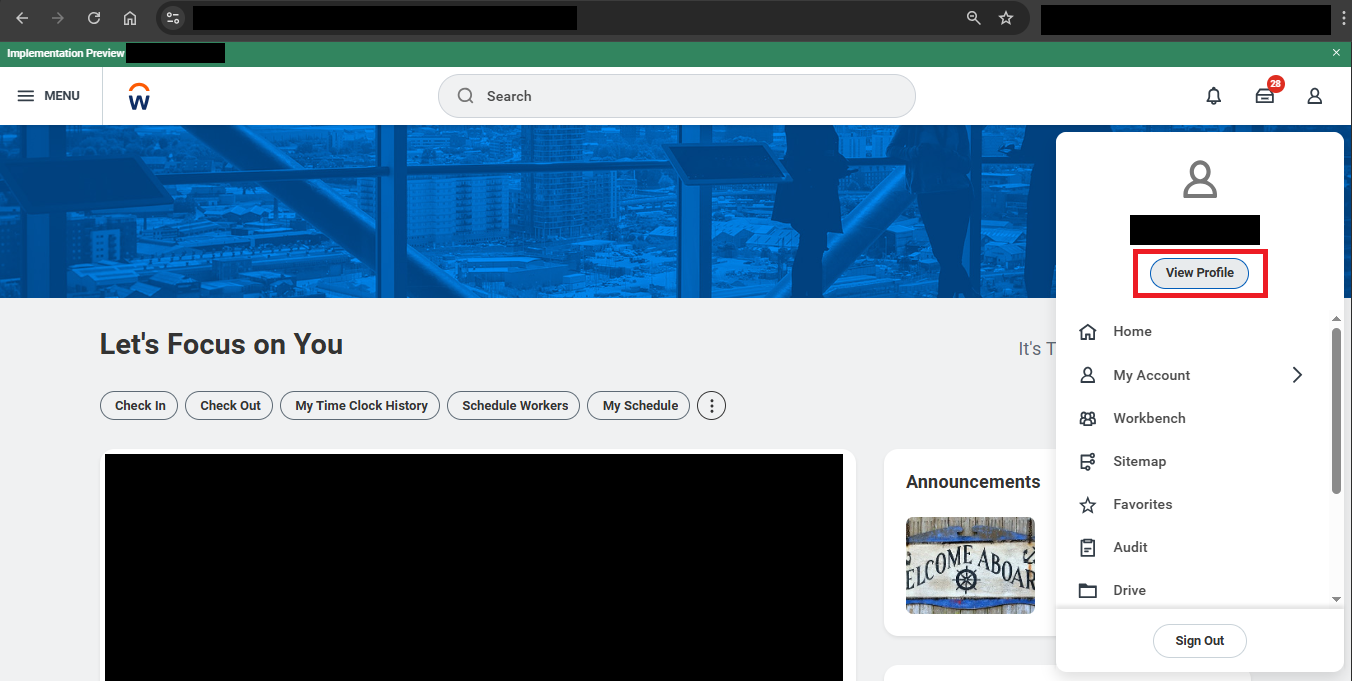 Implementation Preview
MENU
W
Search
28
View Profile
Let's Focus on You
It's T
Home
My Account
Check In
Check Out
My Time Clock History
Schedule Workers
My Schedule
Workbench
Sitemap
Announcements
Favorites
ELCOME ABOAR
Audit
Drive
Sign Out